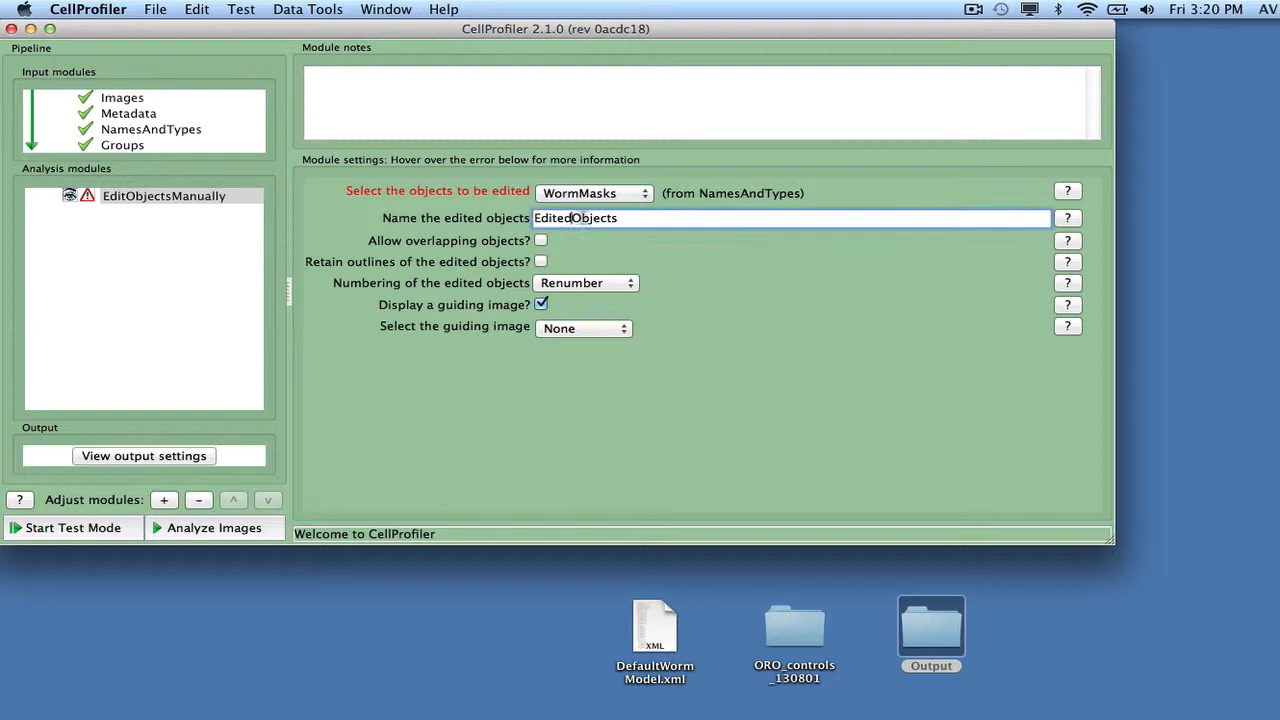 CellProfiler File Edit Test Data Tools Window Help Fri 3:20 PM AV
CellProfiler 2.1.0 (rev 0acdc18)
Pipeline
Input modules
Images
Metadata
NamesAndTypes
Groups
Analysis modules
EditObjectsManually
Output
View output settings
? Adjust modules: + - ^ v
Start Test Mode Analyze Images
Module notes
Module settings: Hover over the error below for more information
Select the objects to be edited WormMasks (from NamesAndTypes) ?
Name the edited objects EditedObjects ?
Allow overlapping objects? ?
Retain outlines of the edited objects? ?
Numbering of the edited objects Renumber ?
Display a guiding image? ?
Select the guiding image None ?
Welcome to CellProfiler
XML
DefaultWorm
Model.xml
ORO_controls
_130801
Output